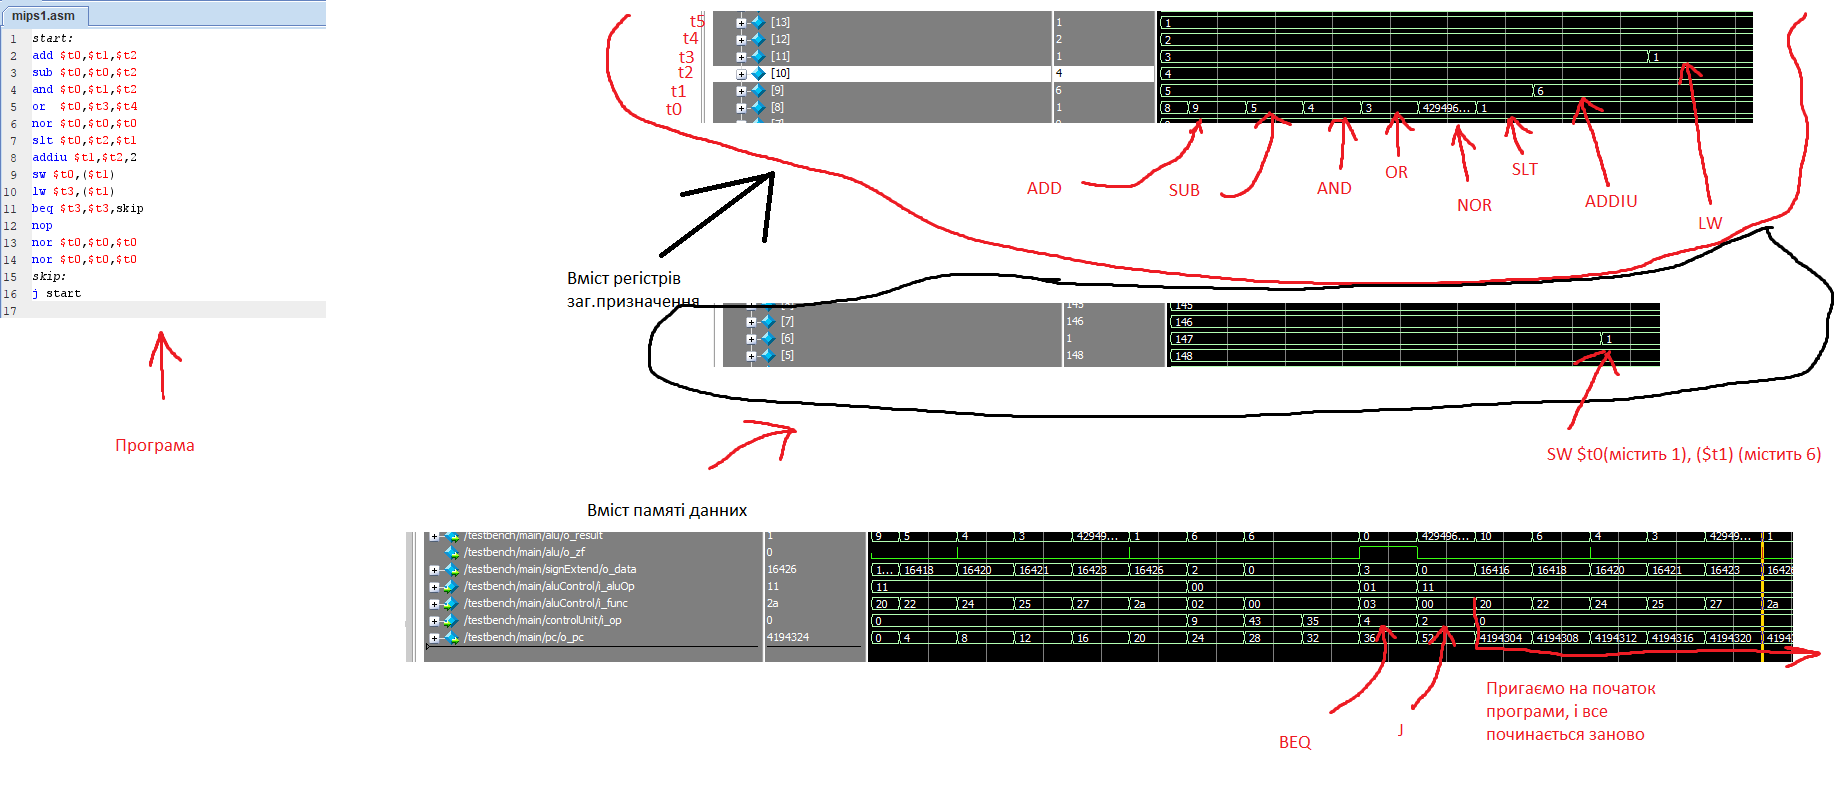 mips1.asm
1 start:
2 add $t0,$t1,$t2
3 sub $t0,$t0,$t2
4 and $t0,$t1,$t2
5 or $t0,$t3,$t4
6 nor $t0,$t0,$t0
7 slt $t0,$t2,$t1
8 addiu $t1,$t2,2
9 sw $t0,($t1)
10 lw $t3,($t1)
11 beq $t3,$t3,skip
12 nop
13 nor $t0,$t0,$t0
14 nor $t0,$t0,$t0
15 skip:
16 j start
17
Програма
t5 [13] 1 1
t4 [12] 2 2
t3 [11] 1 3 1
t2 [10] 4 4
t1 [9] 6 5 6
t0 [8] 1 8 9 5 4 3 429496... 1
ADD
SUB
AND
OR
NOR
SLT
ADDIU
LW
Вміст регістрів
заг.призначення
145 145
[7] 146 146
[6] 1 147 1
[5] 148 148
SW $t0(містить 1), ($t1) (містить 6)
Вміст памяті данних
/testbench/main/alu/o_result 1 9 5 4 3 42949... 1 6 6 0 429496... 10 6 4 3 42949... 1
/testbench/main/alu/o_zf 0
/testbench/main/signExtend/o_data 16426 1... 16418 16420 16421 16423 16426 2 0 3 0 16416 16418 16420 16421 16423 16426
/testbench/main/aluControl/i_aluOp 11 11 00 01 11
/testbench/main/aluControl/i_func 2a 20 22 24 25 27 2a 02 00 03 00 20 22 24 25 27 2a
/testbench/main/controlUnit/i_op 0 0 9 43 35 4 2 0
/testbench/main/pc/o_pc 4194324 0 4 8 12 16 20 24 28 32 36 52 4194304 4194308 4194312 4194316 4194320 4194
BEQ
J
Пригаємо на початок
програми, і все
починається заново